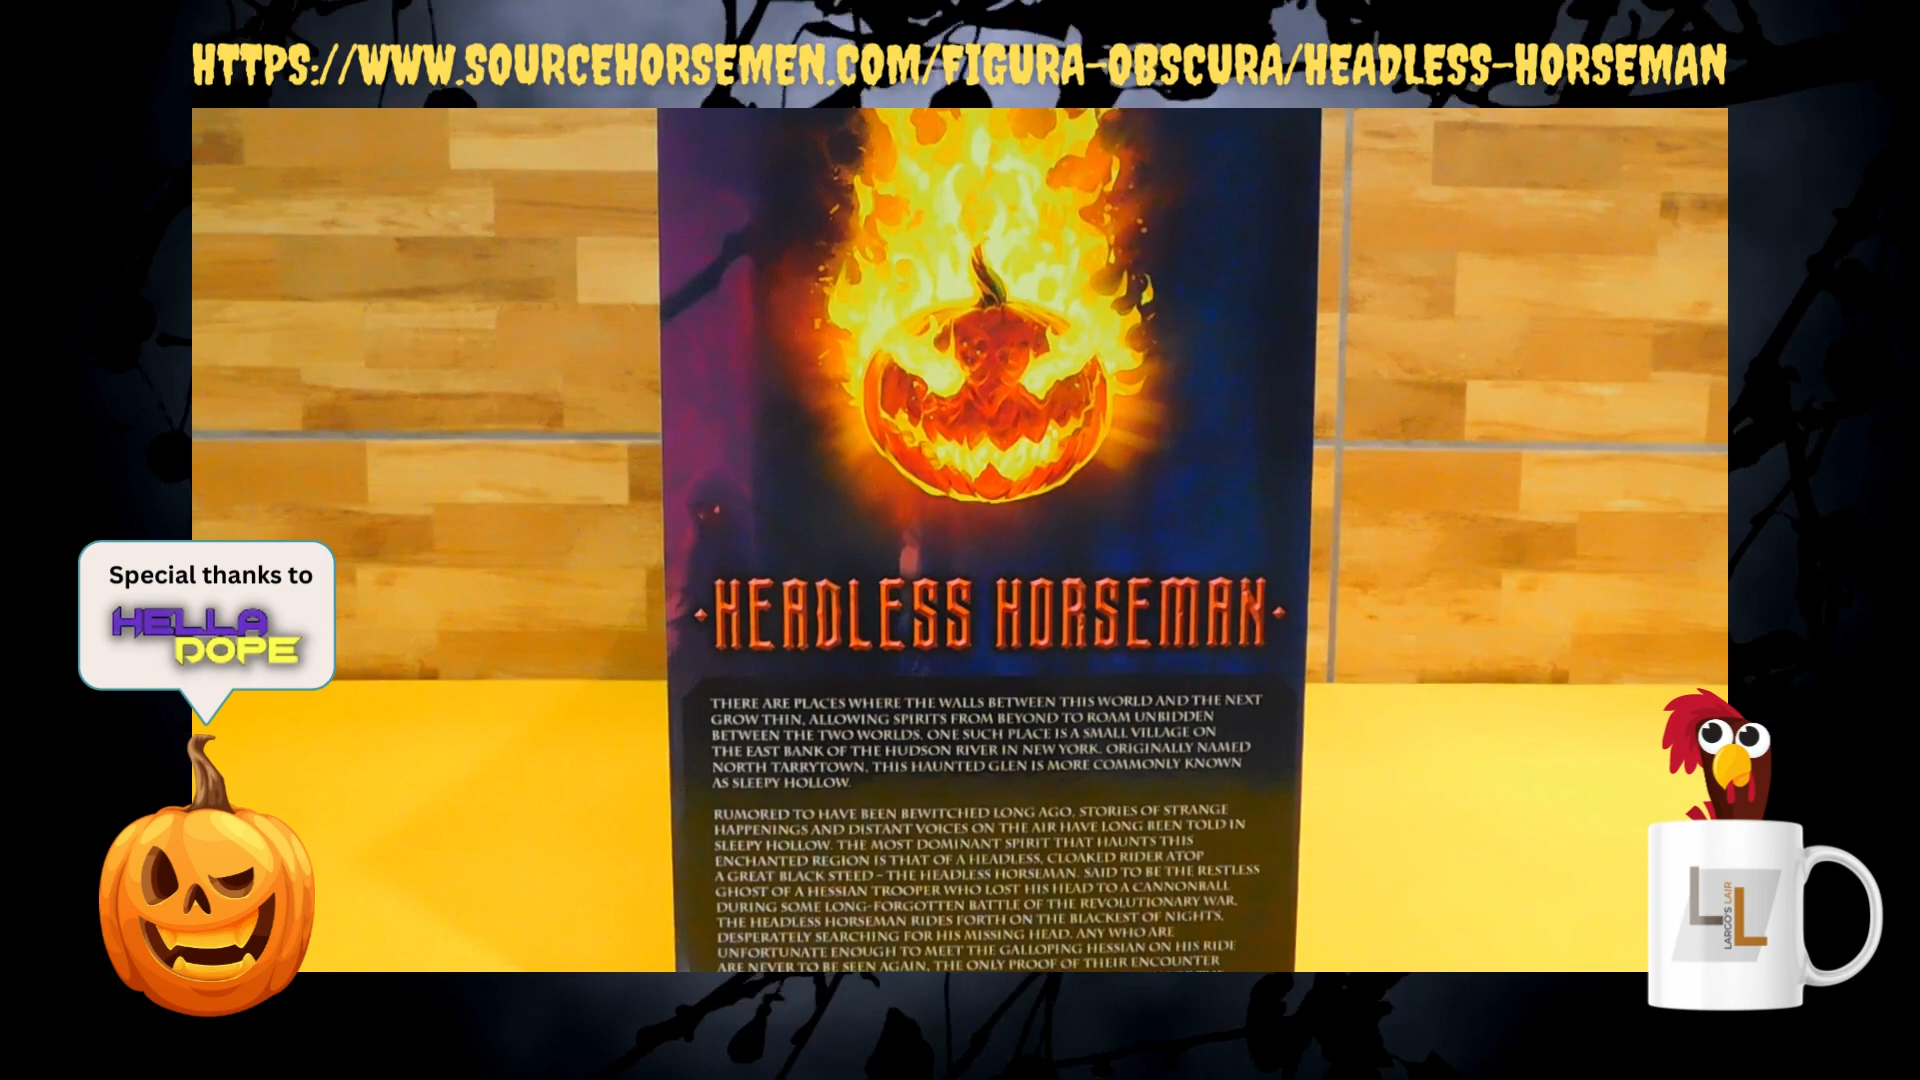 HTTPS://WWW.SOURCEHORSEMEN.COM/FIGURA-OBSCURA/HEADLESS-HORSEMAN
Special thanks to
HELLA
DOPE
·HEADLESS HORSEMAN·
THERE ARE PLACES WHERE THE WALLS BETWEEN THIS WORLD AND THE NEXT
GROW THIN, ALLOWING SPIRITS FROM BEYOND TO ROAM UNBIDDEN
BETWEEN THE TWO WORLDS. ONE SUCH PLACE IS A SMALL VILLAGE ON
THE EAST BANK OF THE HUDSON RIVER IN NEW YORK. ORIGINALLY NAMED
NORTH TARRYTOWN, THIS HAUNTED GLEN IS MORE COMMONLY KNOWN
AS SLEEPY HOLLOW.
RUMORED TO HAVE BEEN BEWITCHED LONG AGO, STORIES OF STRANGE
HAPPENINGS AND DISTANT VOICES ON THE AIR HAVE LONG BEEN TOLD IN
SLEEPY HOLLOW. THE MOST DOMINANT SPIRIT THAT HAUNTS THIS
ENCHANTED REGION IS THAT OF A HEADLESS, CLOAKED RIDER ATOP
A GREAT BLACK STEED – THE HEADLESS HORSEMAN. SAID TO BE THE RESTLESS
GHOST OF A HESSIAN TROOPER WHO LOST HIS HEAD TO A CANNONBALL
DURING SOME LONG-FORGOTTEN BATTLE OF THE REVOLUTIONARY WAR,
THE HEADLESS HORSEMAN RIDES FORTH ON THE BLACKEST OF NIGHTS,
DESPERATELY SEARCHING FOR HIS MISSING HEAD. ANY WHO ARE
UNFORTUNATE ENOUGH TO MEET THE GALLOPING HESSIAN ON HIS RIDE
ARE NEVER TO BE SEEN AGAIN, THE ONLY PROOF OF THEIR ENCOUNTER
LL
LARGO'S LAIR